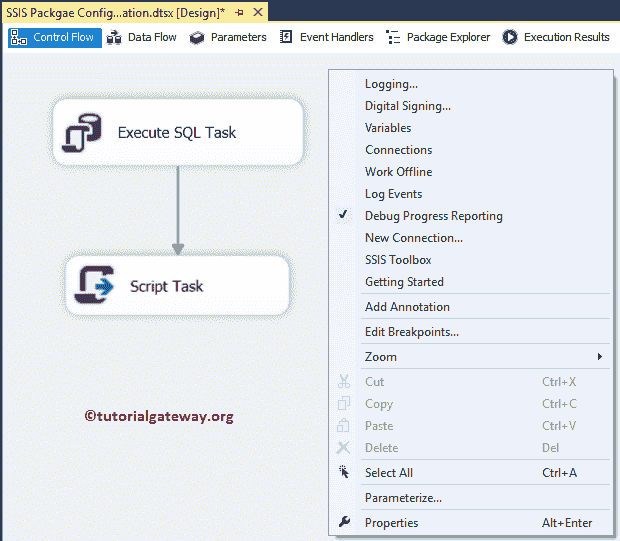 SSIS Packgae Config...ation.dtsx [Design]*
Control Flow Data Flow Parameters Event Handlers Package Explorer Execution Results
Execute SQL Task
Script Task
©tutorialgateway.org
Logging...
Digital Signing...
Variables
Connections
Work Offline
Log Events
Debug Progress Reporting
New Connection...
SSIS Toolbox
Getting Started
Add Annotation
Edit Breakpoints...
Zoom
Cut Ctrl+X
Copy Ctrl+C
Paste Ctrl+V
Delete Del
Select All Ctrl+A
Parameterize...
Properties Alt+Enter